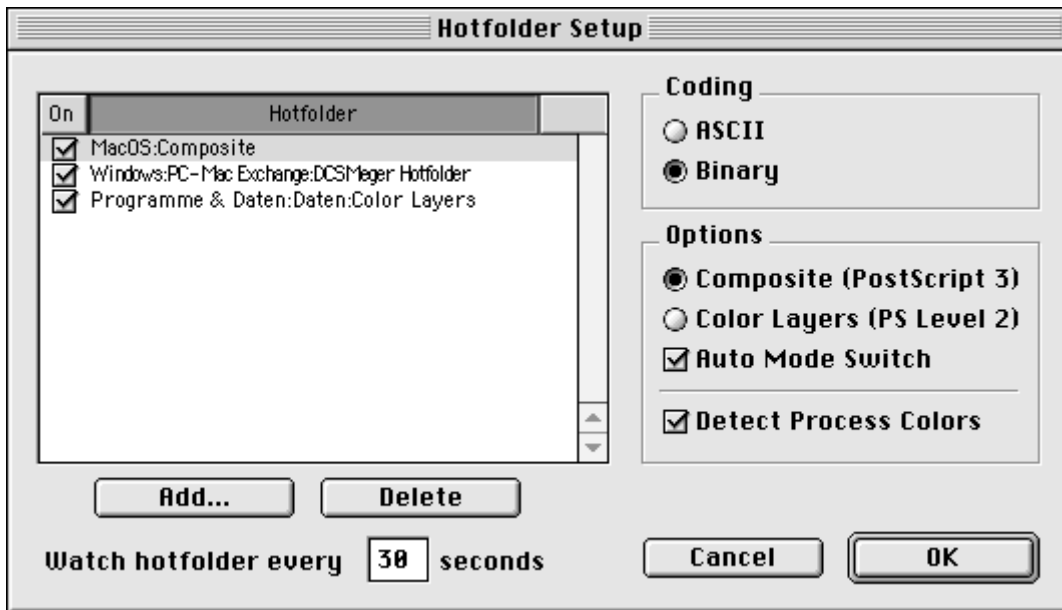 Hotfolder Setup
On Hotfolder
MacOS:Composite
Windows:PC-Mac Exchange:DCSMeger Hotfolder
Programme & Daten:Daten:Color Layers
Add... Delete
Watch hotfolder every 30 seconds
Coding
ASCII
Binary
Options
Composite (PostScript 3)
Color Layers (PS Level 2)
Auto Mode Switch
Detect Process Colors
Cancel OK